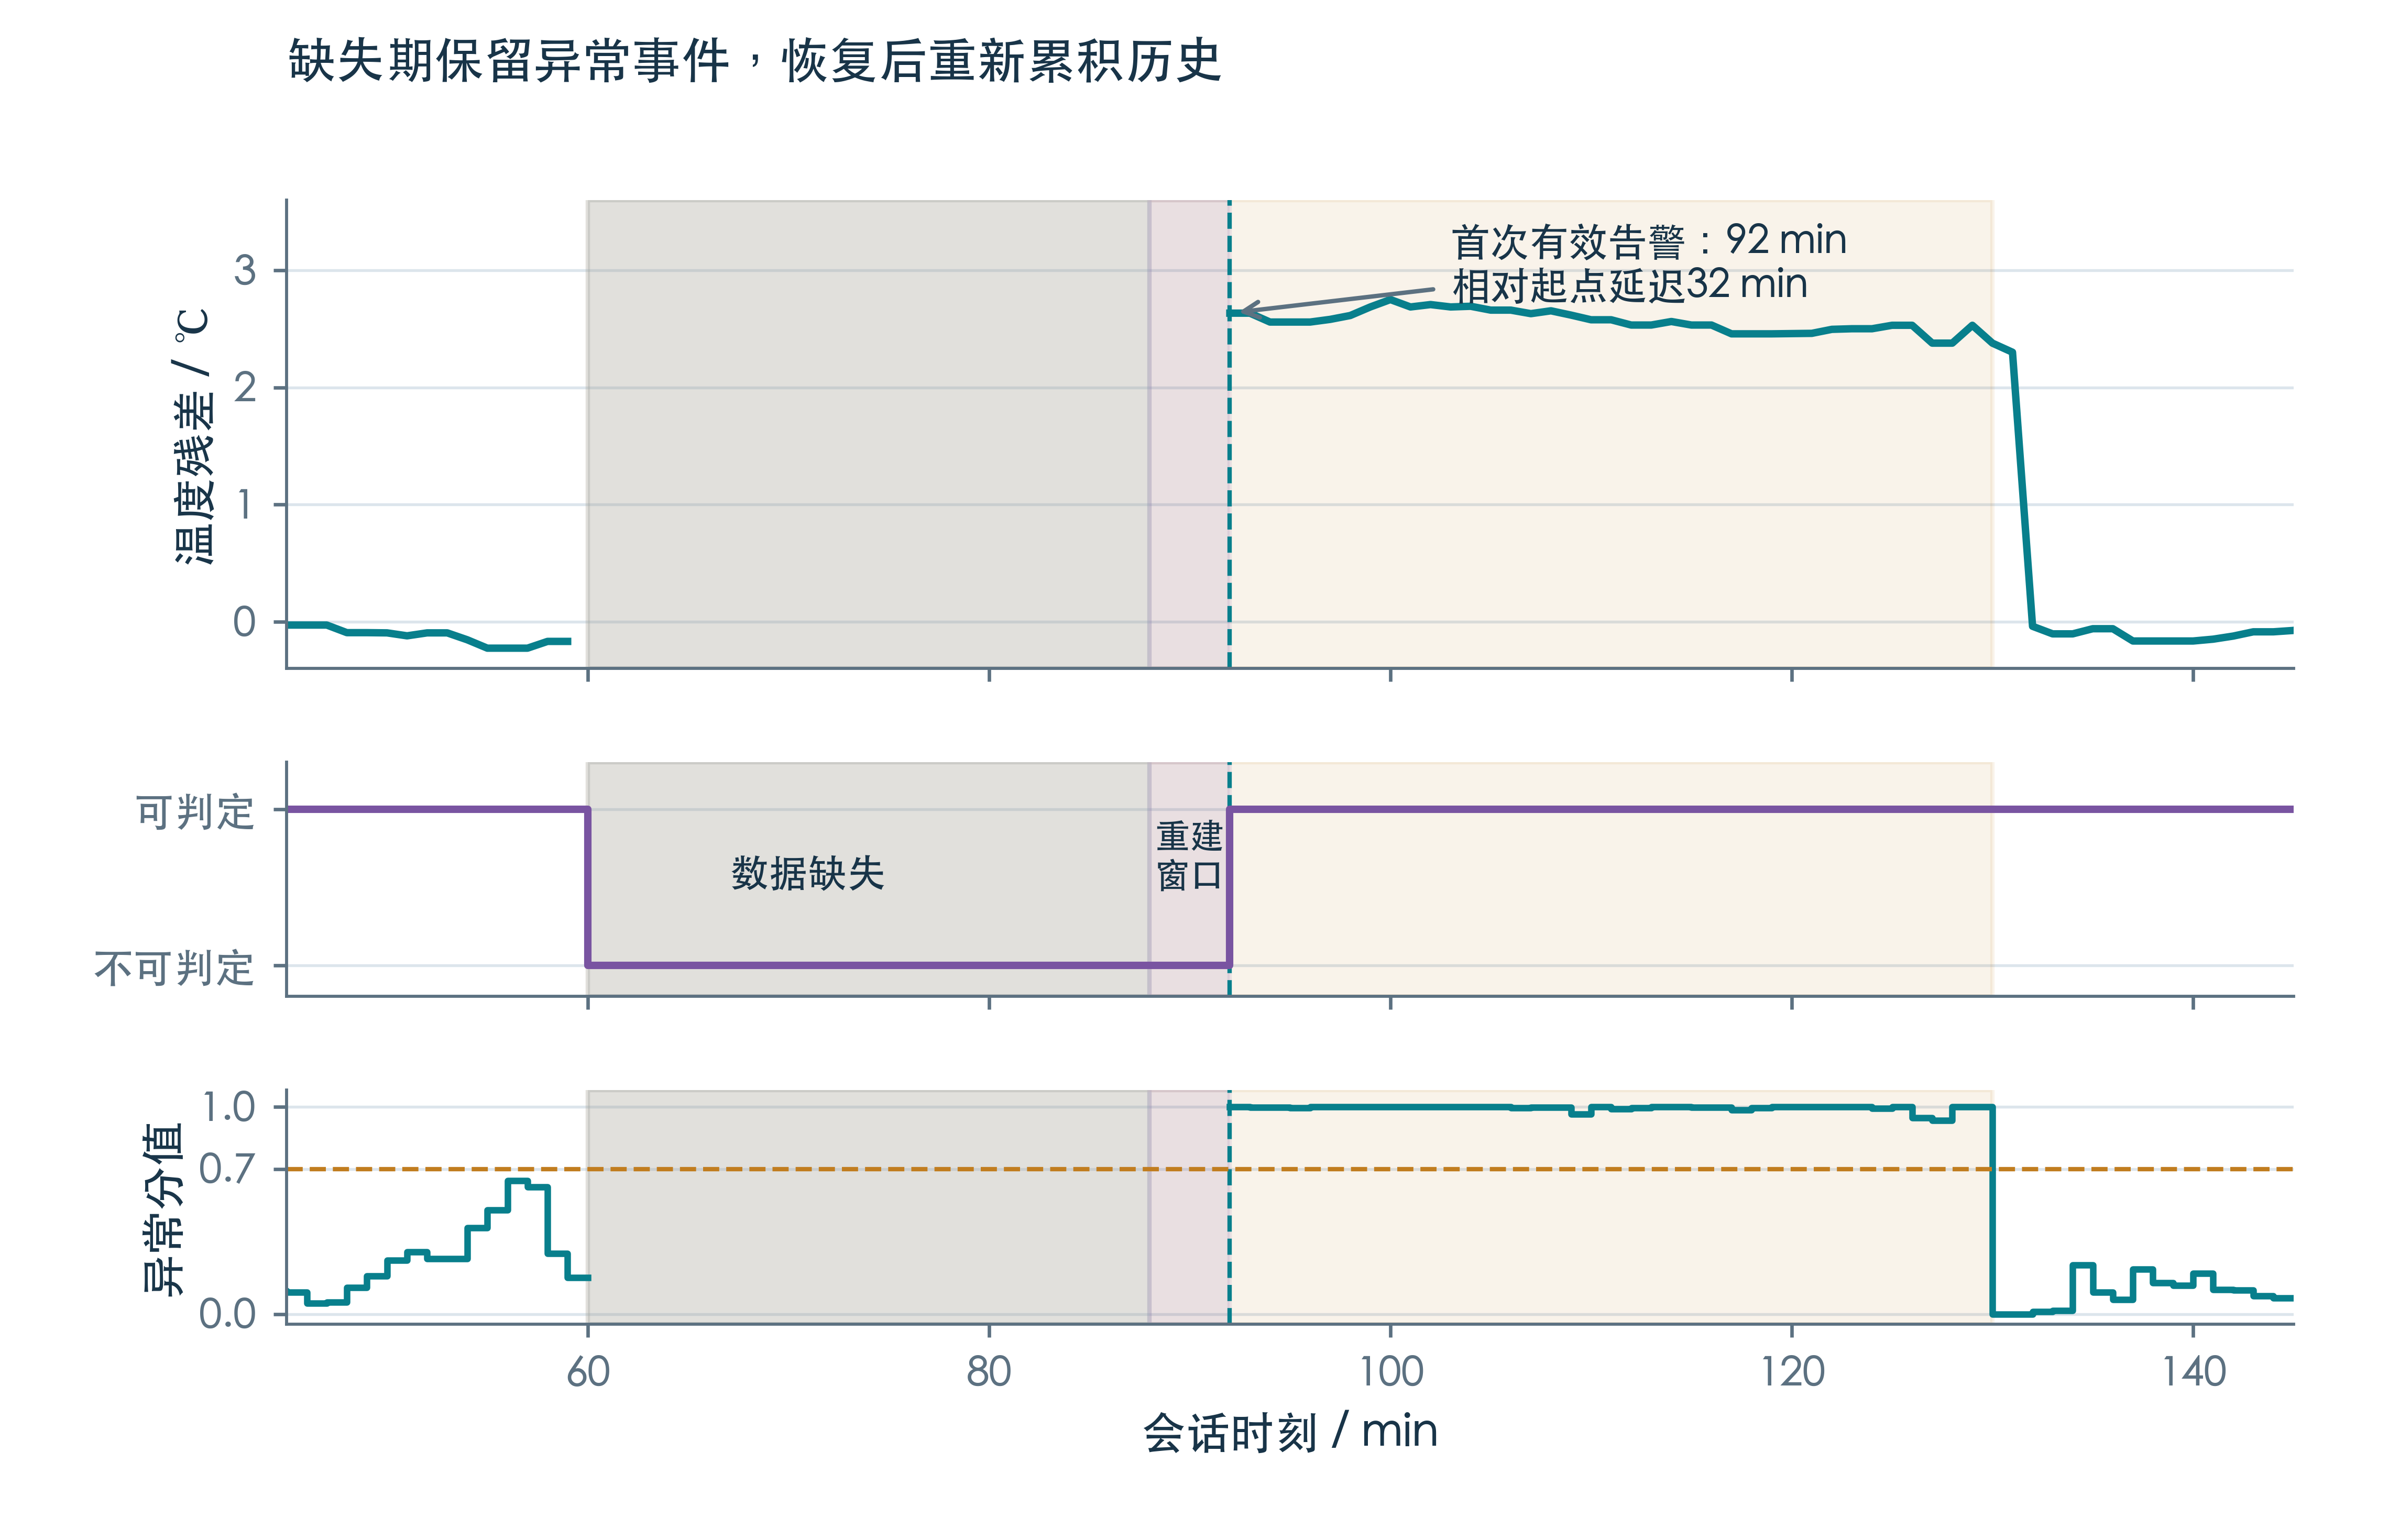 缺失期保留异常事件，恢复后重新累积历史
首次有效告警：92 min
相对起点延迟32 min
温度残差 / ℃
3
2
1
0
可判定
不可判定
数据缺失
重建
窗口
异常分值
1.0
0.7
0.0
60
80
100
120
140
会话时刻 / min